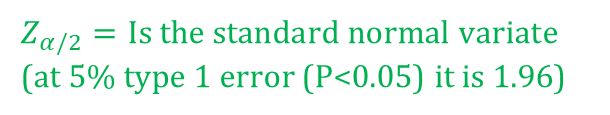 Zα/2 = Is the standard normal variate
(at 5% type 1 error (P<0.05) it is 1.96)